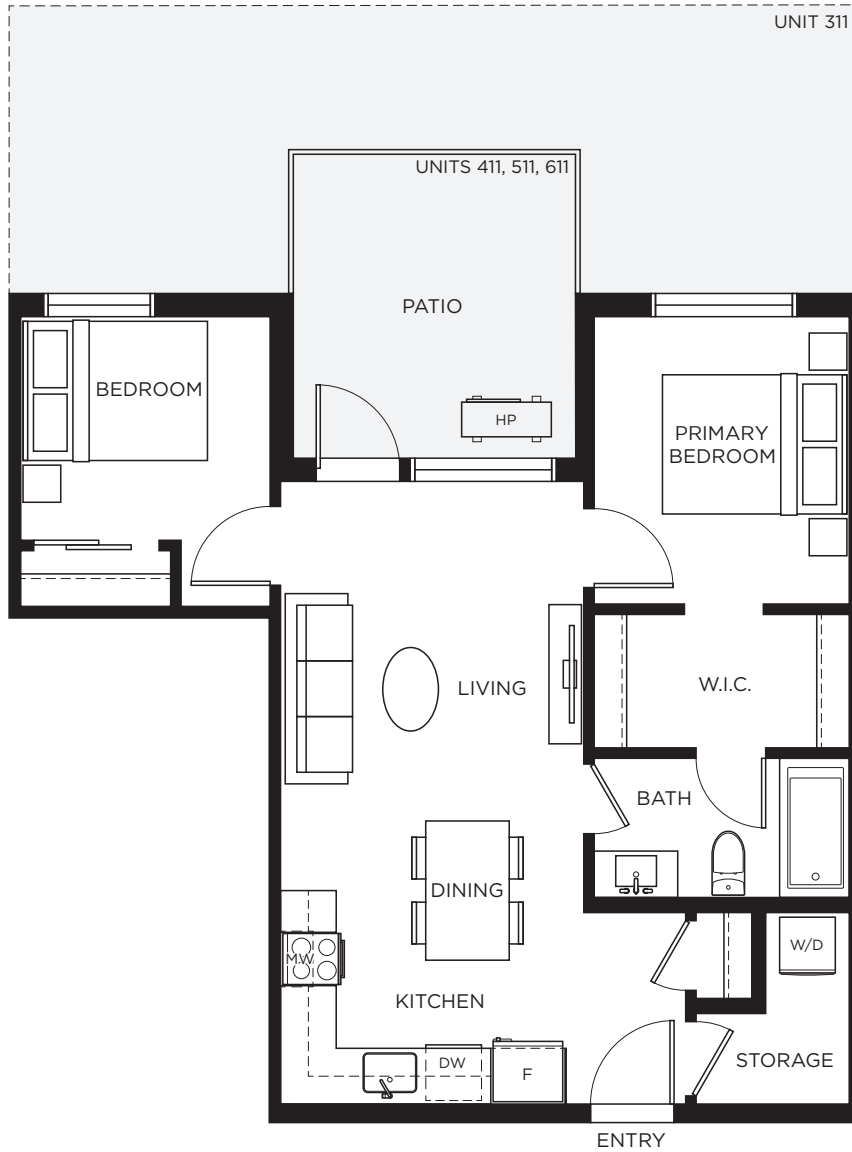 UNIT 311
UNITS 411, 511, 611
PATIO
HP
BEDROOM
PRIMARY
BEDROOM
LIVING
W.I.C.
BATH
DINING
W/D
MW
KITCHEN
DW
F
STORAGE
ENTRY